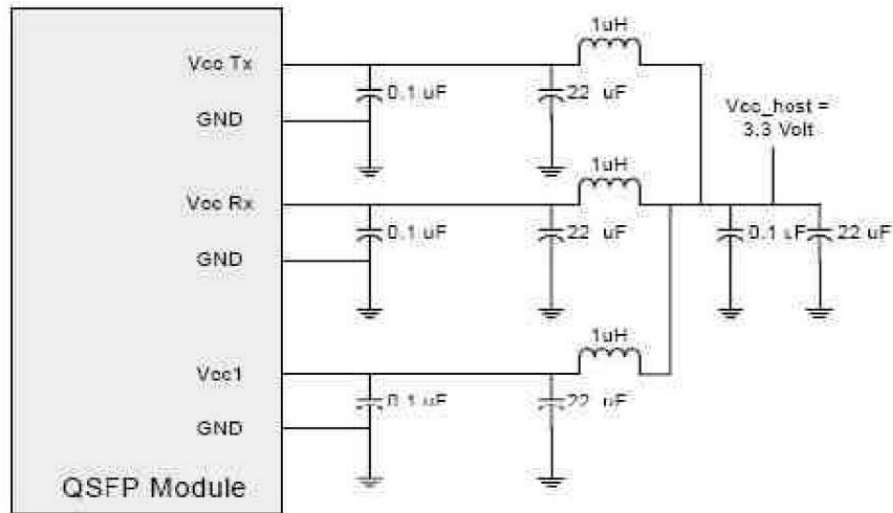 1uH
Vcc Tx
0.1 uF
22 uF
Vcc_host =
3.3 Volt
GND
1uH
Vcc Rx
0.1 uF
22 uF
0.1 uF
22 uF
GND
1uH
Vcc1
0.1 uF
22 uF
GND
QSFP Module